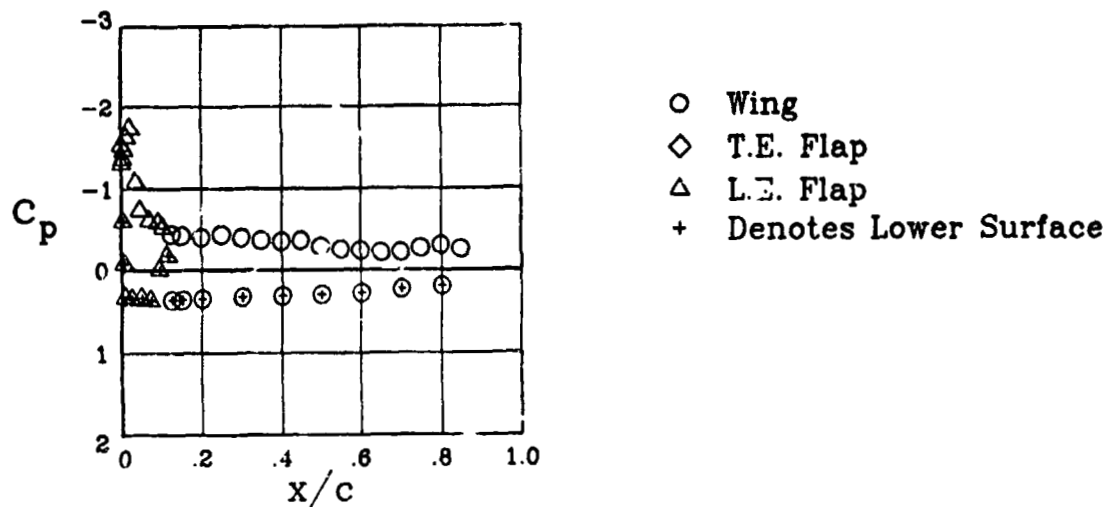 -3
-2
-1
0
1
2
Cp
0 .2 .4 .6 .8 1.0
X/C
Wing
T.E. Flap
L.E. Flap
+ Denotes Lower Surface